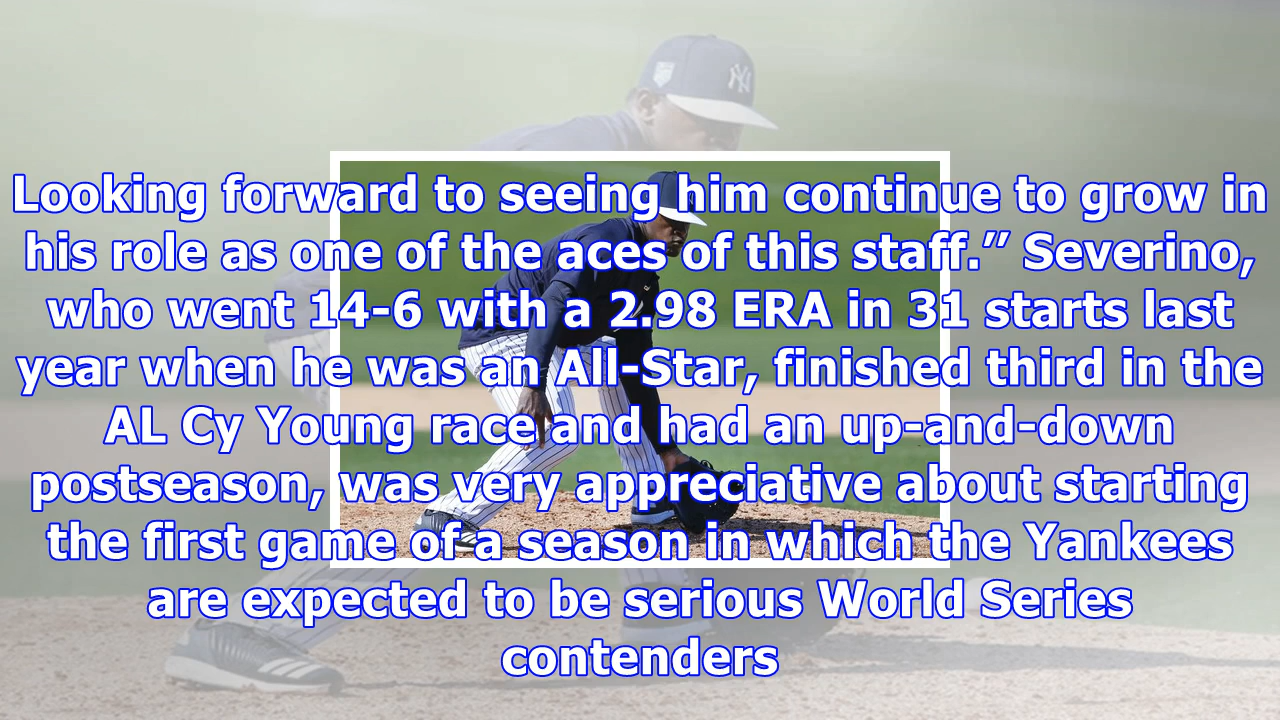 Looking forward to seeing him continue to grow in
his role as one of the aces of this staff.” Severino,
who went 14-6 with a 2.98 ERA in 31 starts last
year when he was an All-Star, finished third in the
AL Cy Young race and had an up-and-down
postseason, was very appreciative about starting
the first game of a season in which the Yankees
are expected to be serious World Series
contenders